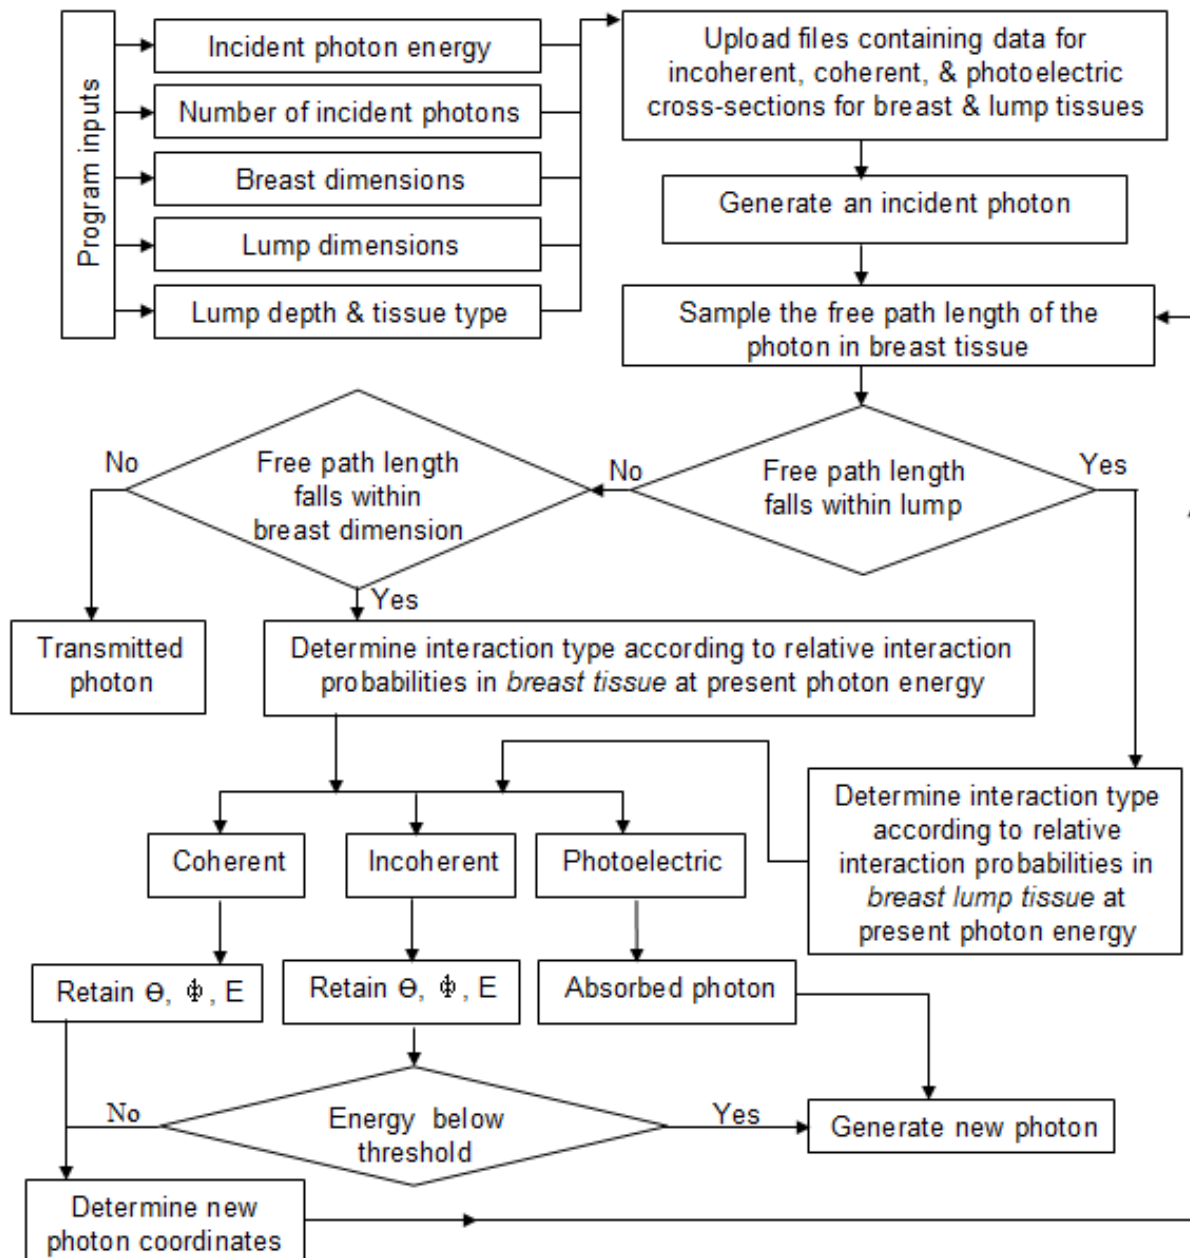 Program inputs
Incident photon energy
Number of incident photons
Breast dimensions
Lump dimensions
Lump depth & tissue type
Upload files containing data for
incoherent, coherent, & photoelectric
cross-sections for breast & lump tissues
Generate an incident photon
Sample the free path length of the
photon in breast tissue
No
Free path length
falls within
breast dimension
No
Free path length
falls within lump
Yes
Yes
Transmitted
photon
Determine interaction type according to relative interaction
probabilities in breast tissue at present photon energy
Determine interaction type
according to relative
interaction probabilities in
breast lump tissue at
present photon energy
Coherent
Incoherent
Photoelectric
Retain Θ, Φ, E
Retain Θ, Φ, E
Absorbed photon
No
Energy below
threshold
Yes
Generate new photon
Determine new
photon coordinates